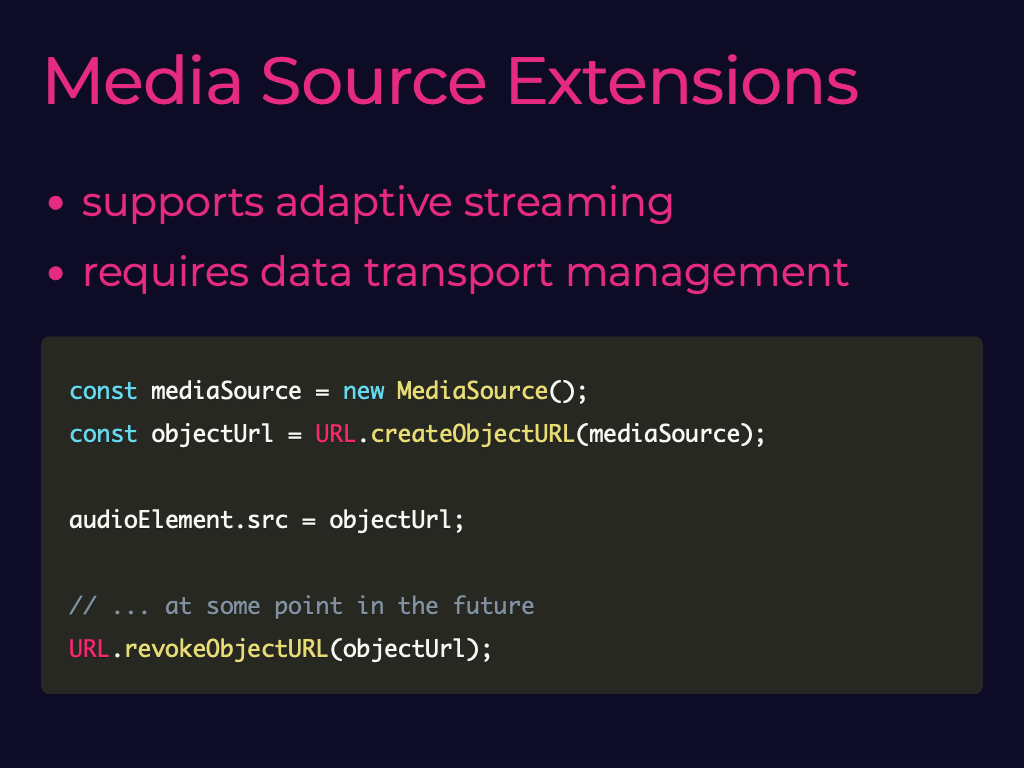 Media Source Extensions
• supports adaptive streaming
• requires data transport management
const mediaSource = new MediaSource();
const objectUrl = URL.createObjectURL(mediaSource);
audioElement.src = objectUrl;
// ... at some point in the future
URL.revokeObjectURL(objectUrl);